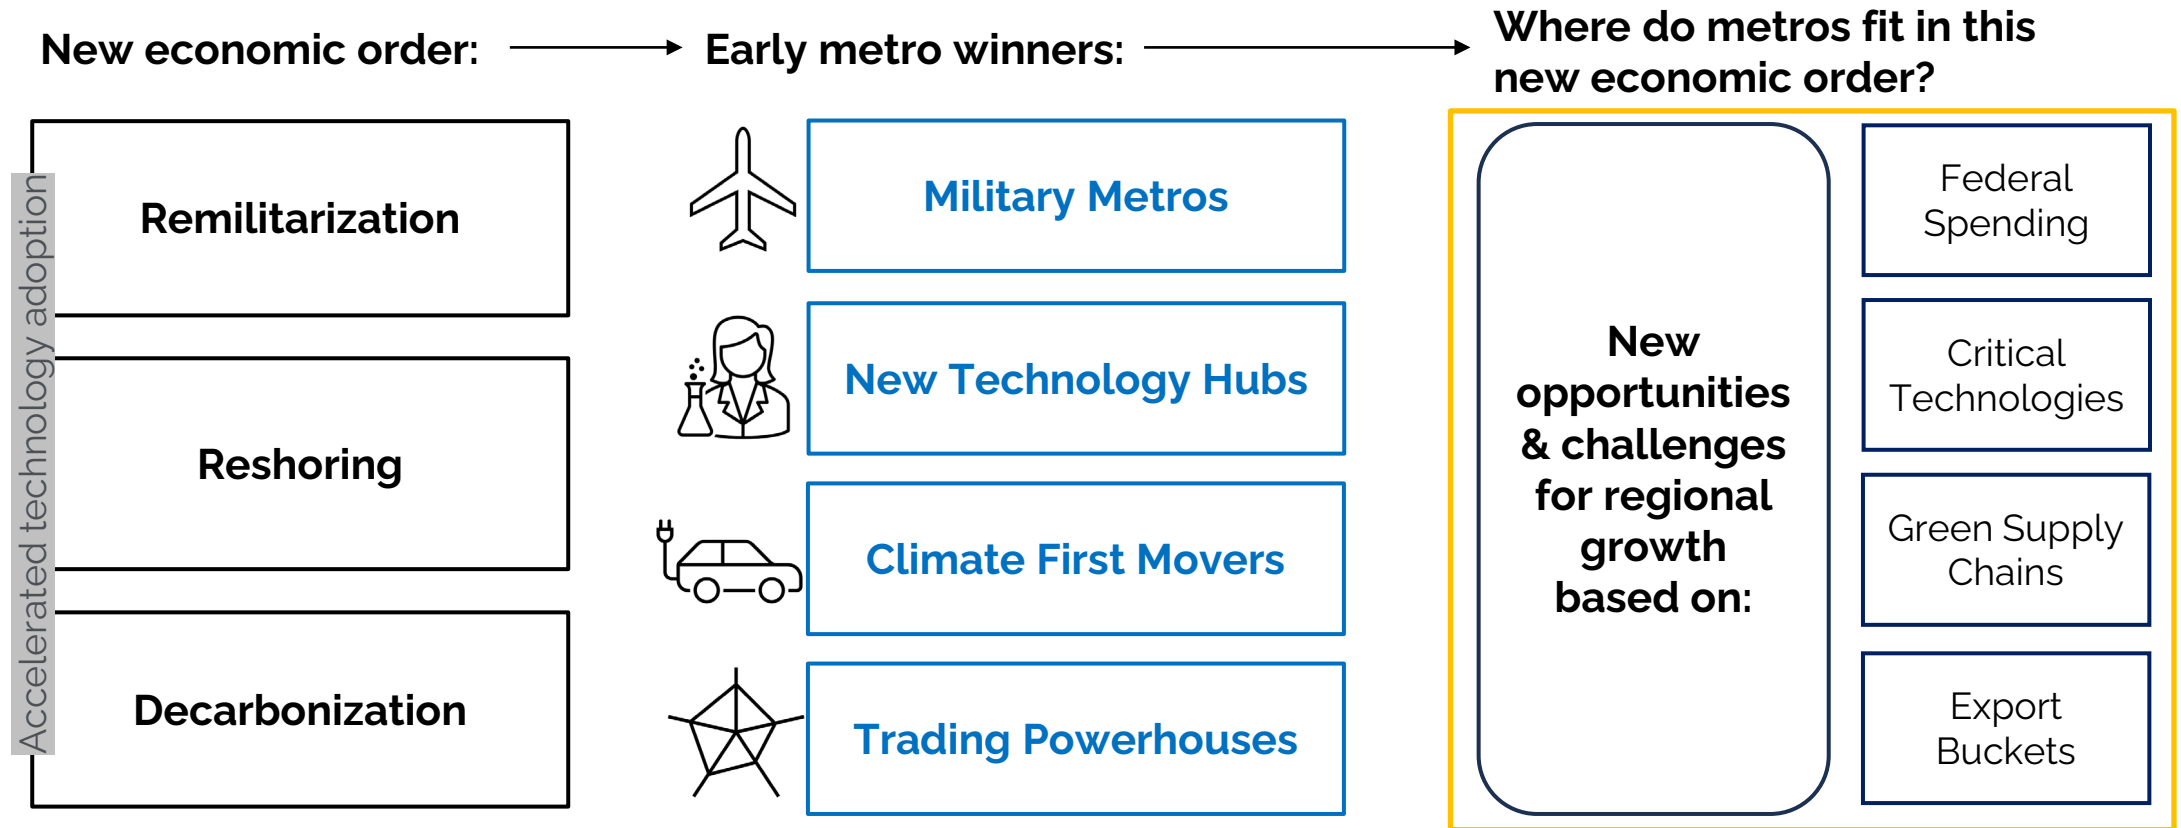 New economic order:
Early metro winners:
Where do metros fit in this
new economic order?
Accelerated technology adoption
Remilitarization
Reshoring
Decarbonization
Military Metros
New Technology Hubs
Climate First Movers
Trading Powerhouses
New
opportunities
& challenges
for regional
growth
based on:
Federal
Spending
Critical
Technologies
Green Supply
Chains
Export
Buckets